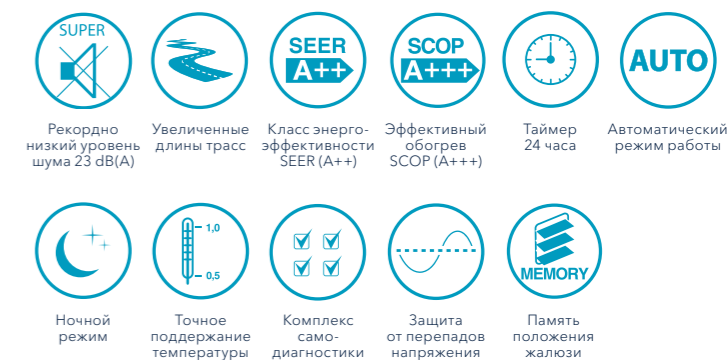 SUPER
SEER
A++
SCOP
A+++
AUTO
Рекордно
низкий уровень
шума 23 dB(A)
Увеличенные
длины трасс
Класс энерго-
эффективности
SEER (A++)
Эффективный
обогрев
SCOP (A+++)
Таймер
24 часа
Автоматический
режим работы
1,0
0,5
MEMORY
Ночной
режим
Точное
поддержание
температуры
Комплекс
само-
диагностики
Защита
от перепадов
напряжения
Память
положения
жалюзи